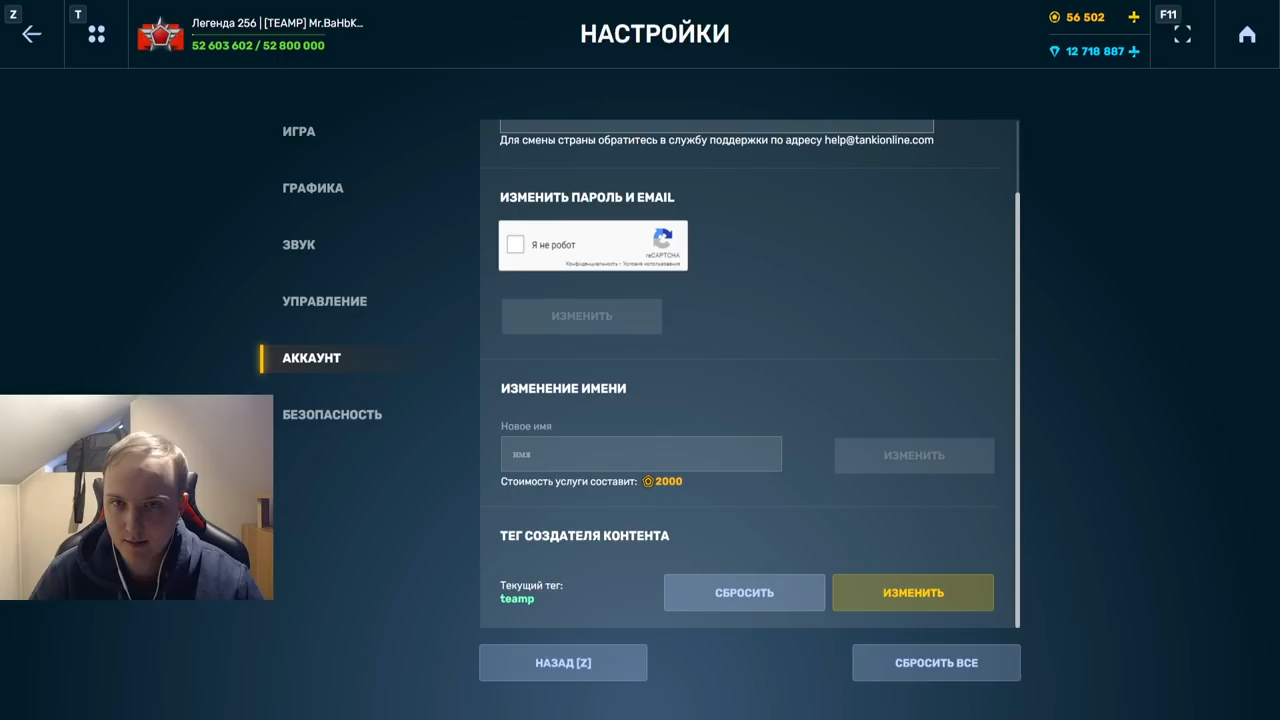 Z
T
Легенда 256 | [TEAMP] Mr.BaHbK...
52 603 602 / 52 800 000
НАСТРОЙКИ
56 502
12 718 887
F11
ИГРА
ГРАФИКА
ЗВУК
УПРАВЛЕНИЕ
АККАУНТ
БЕЗОПАСНОСТЬ
Для смены страны обратитесь в службу поддержки по адресу help@tankionline.com
ИЗМЕНИТЬ ПАРОЛЬ И EMAIL
Я не робот
reCAPTCHA
Конфиденциальность - Условия использования
ИЗМЕНИТЬ
ИЗМЕНЕНИЕ ИМЕНИ
Новое имя
имя
ИЗМЕНИТЬ
Стоимость услуги составит: 2000
ТЕГ СОЗДАТЕЛЯ КОНТЕНТА
Текущий тег:
teamp
СБРОСИТЬ
ИЗМЕНИТЬ
НАЗАД [Z]
СБРОСИТЬ ВСЕ